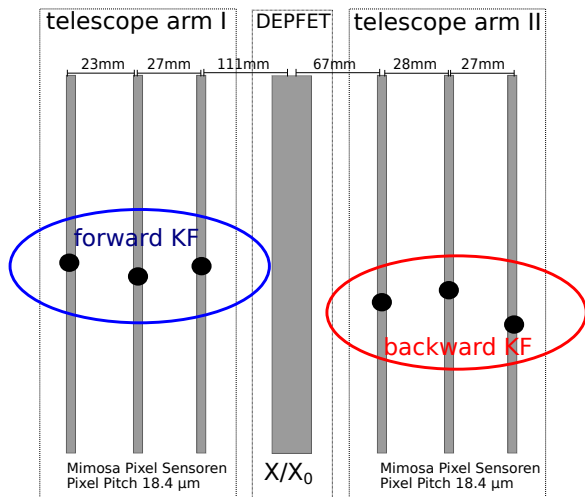 telescope arm I
DEPFET
telescope arm II
23mm
27mm
111mm
67mm
28mm
27mm
forward KF
backward KF
Mimosa Pixel Sensoren
Pixel Pitch 18.4 μm
X/X₀
Mimosa Pixel Sensoren
Pixel Pitch 18.4 μm